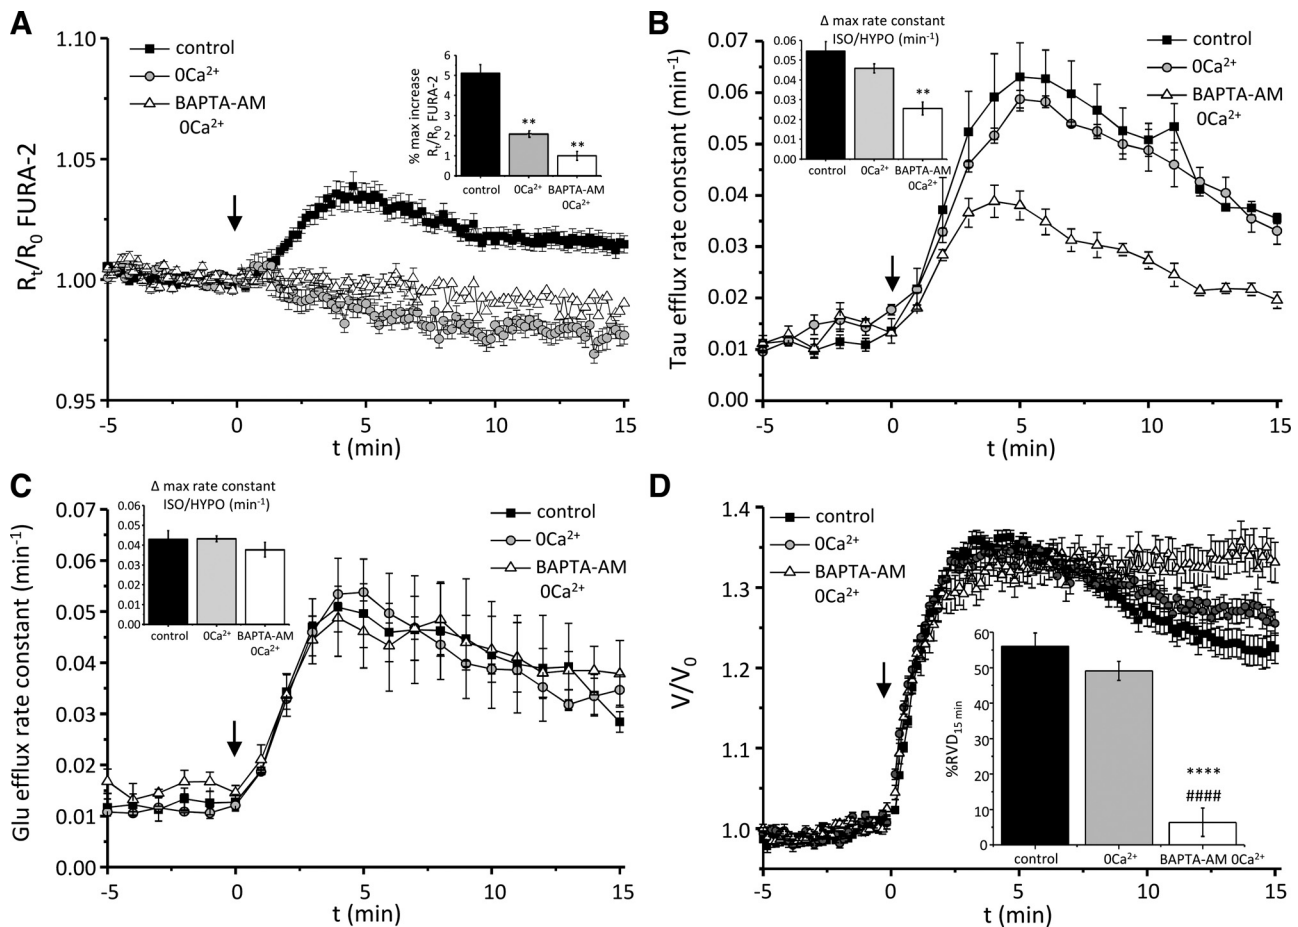 A
1.10
1.05
1.00
0.95
Rt/R0 FURA-2
-5
0
5
10
15
t (min)
control
0Ca2+
BAPTA-AM
0Ca2+
% max increase
Rt/R0 FURA-2
6
5
4
3
2
1
0
**
**
control
0Ca2+
BAPTA-AM
0Ca2+
B
0.07
0.06
0.05
0.04
0.03
0.02
0.01
0.00
Tau efflux rate constant (min-1)
-5
0
5
10
15
t (min)
Δ max rate constant
ISO/HYPO (min-1)
0.06
0.05
0.04
0.03
0.02
0.01
0.00
**
control
0Ca2+
BAPTA-AM
0Ca2+
control
0Ca2+
BAPTA-AM
0Ca2+
C
0.07
0.06
0.05
0.04
0.03
0.02
0.01
0.00
Glu efflux rate constant (min-1)
-5
0
5
10
15
t (min)
Δ max rate constant
ISO/HYPO (min-1)
0.06
0.05
0.04
0.03
0.02
0.01
0.00
control
0Ca2+
BAPTA-AM
0Ca2+
control
0Ca2+
BAPTA-AM
0Ca2+
D
1.4
1.3
1.2
1.1
1.0
V/V0
-5
0
5
10
15
t (min)
control
0Ca2+
BAPTA-AM
0Ca2+
%RVD15 min
60
50
40
30
20
10
0
****
####
control
0Ca2+
BAPTA-AM 0Ca2+